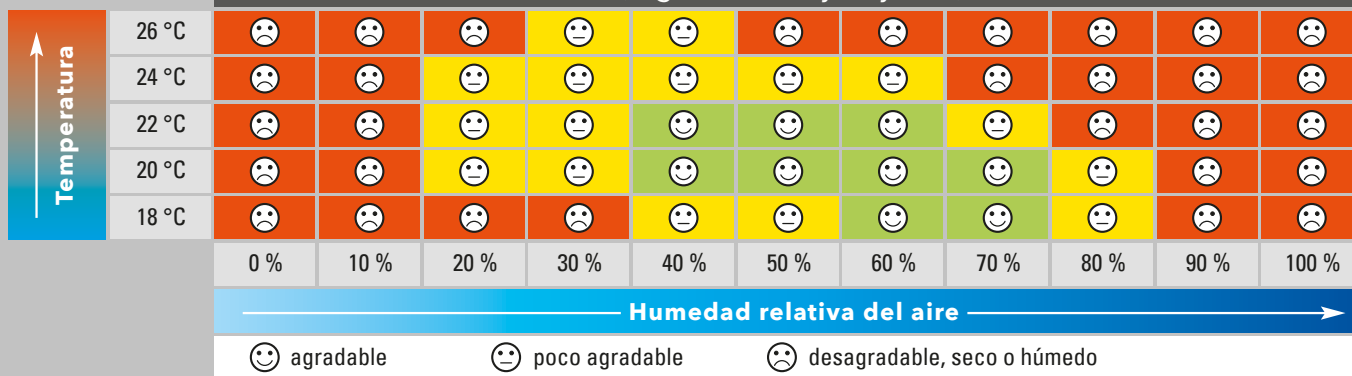 26 °C
24 °C
22 °C
20 °C
18 °C
Temperatura
0 % 10 % 20 % 30 % 40 % 50 % 60 % 70 % 80 % 90 % 100 %
Humedad relativa del aire
agradable poco agradable desagradable, seco o húmedo